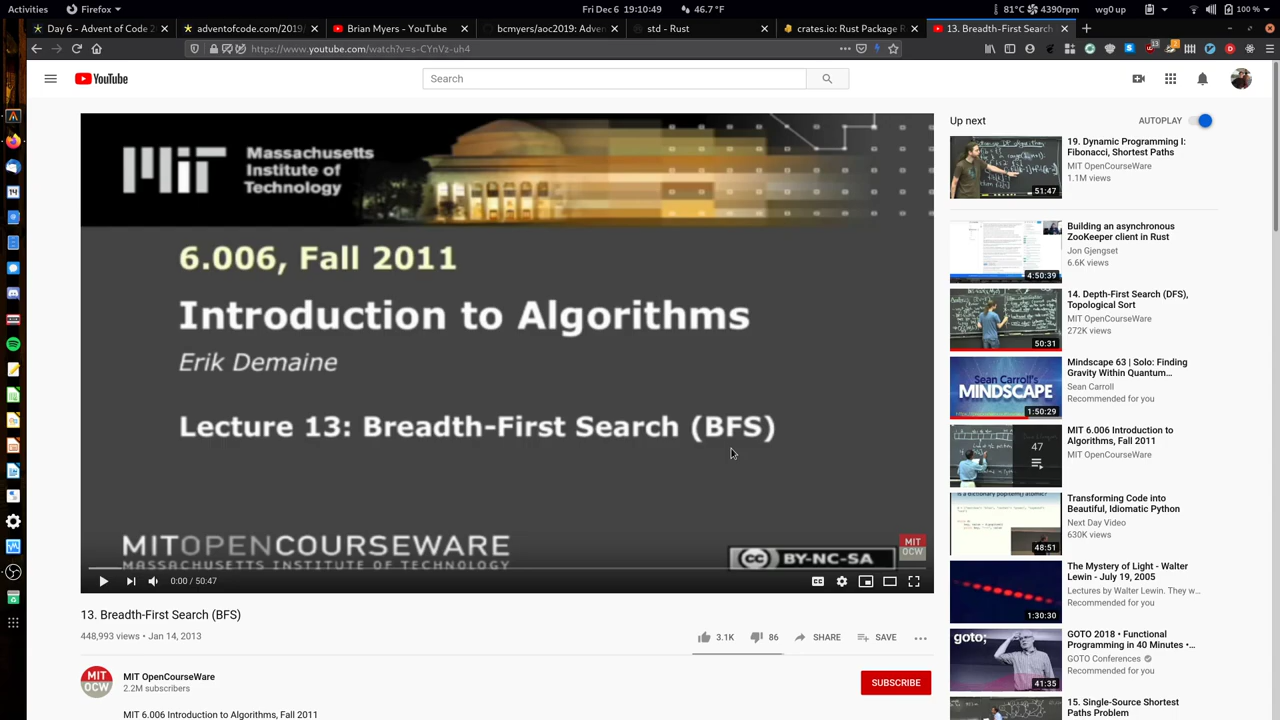 Activities
Fri Dec 6 19:10:49
46.7 °F
81°C
4390rpm
100 %
Day 6 - Advent of Code 2
adventofcode.com/201
Brian Myers - YouTube
bcmyers/aoc2019: Adven
std - Rust
crates.io: Rust Package R
13. Breadth-First Search
https://www.youtube.com/watch?v=s-CYnVz-uh4
YouTube
Search
MIT
Massachusetts
Institute of
Technology
6.006, Fall 2011
Introduction to Algorithms
Erik Demaine
Lecture 13: Breadth-First Search (BFS)
MITOPENCOURSEWARE
MASSACHUSETTS INSTITUTE OF TECHNOLOGY
cc BY-NC-SA
MIT
OCW
0:00 / 50:47
13. Breadth-First Search (BFS)
448,993 views • Jan 14, 2013
3.1K
86
SHARE
SAVE
MIT
OCW
MIT OpenCourseWare
2.2M subscribers
SUBSCRIBE
MIT 6.006 Introduction to Algorithms, Fall 2011
Up next
AUTOPLAY
19. Dynamic Programming I:
Fibonacci, Shortest Paths
MIT OpenCourseWare
1.1M views
51:47
Building an asynchronous
ZooKeeper client in Rust
Jon Gjengset
6.6K views
4:50:39
14. Depth-First Search (DFS),
Topological Sort
MIT OpenCourseWare
272K views
50:31
Mindscape 63 | Solo: Finding
Gravity Within Quantum...
Sean Carroll
Recommended for you
Sean Carroll's
MINDSCAPE
1:50:29
MIT 6.006 Introduction to
Algorithms, Fall 2011
MIT OpenCourseWare
47
Transforming Code into
Beautiful, Idiomatic Python
Next Day Video
630K views
48:51
The Mystery of Light - Walter
Lewin - July 19, 2005
Lectures by Walter Lewin. They w...
Recommended for you
1:30:30
GOTO 2018 • Functional
Programming in 40 Minutes •...
GOTO Conferences
Recommended for you
goto;
41:35
15. Single-Source Shortest
Paths Problem